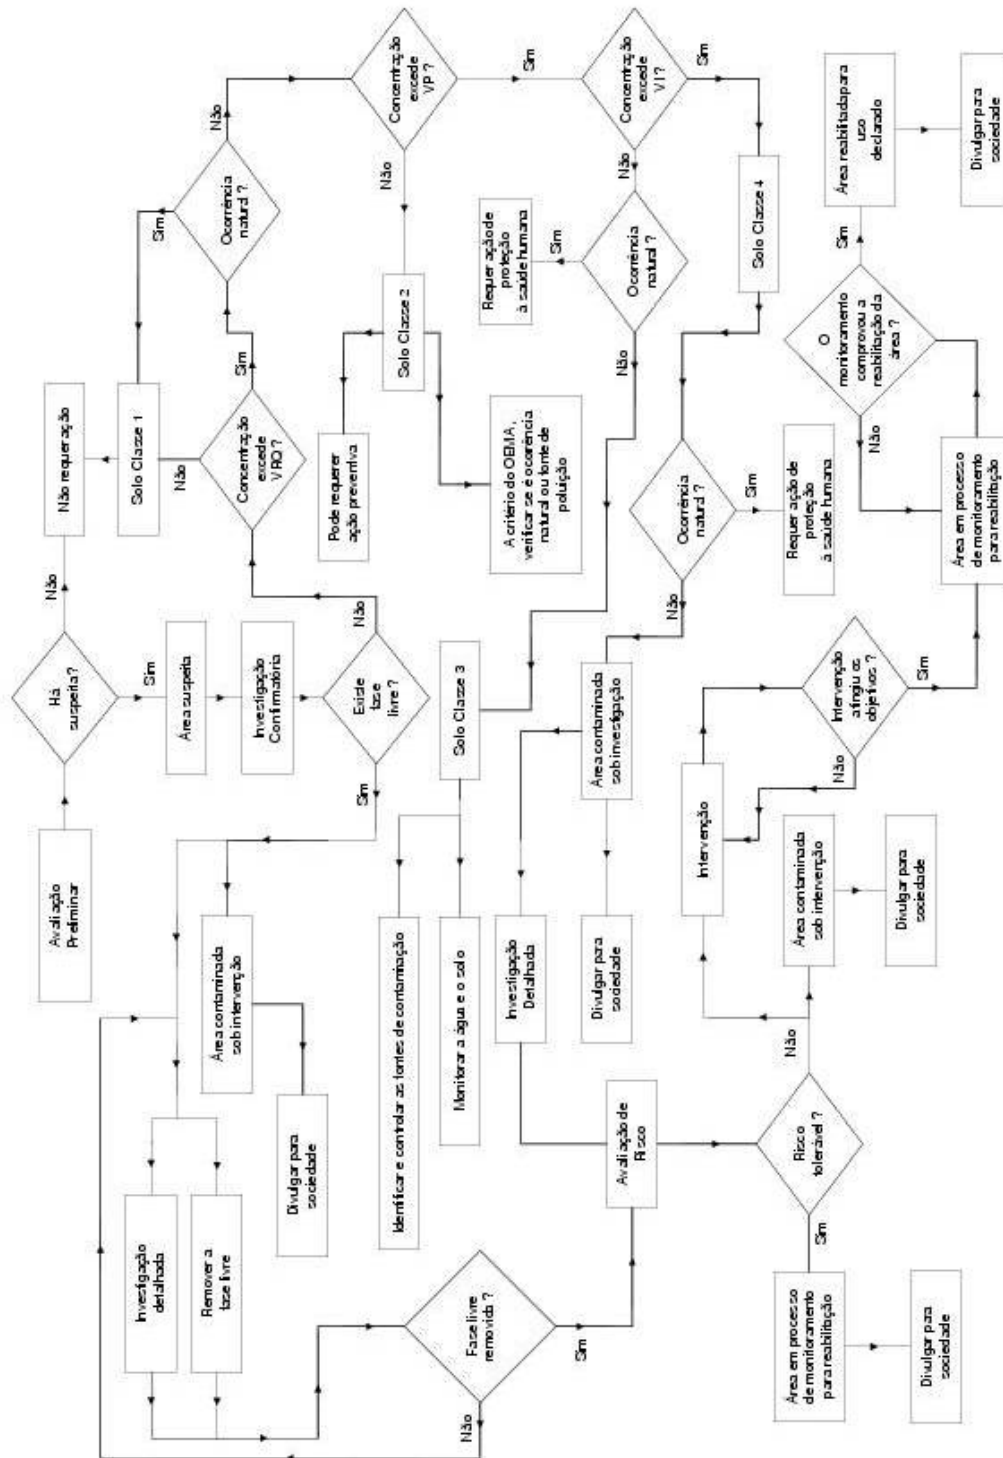 Avaliação
Preliminar
Há
suspeita?
Não
Não requer ação
Sim
Área suspeita
Investigação
Confirmatória
Existe
fase
livre ?
Não
Sim
Concentração
excede
VRQ ?
Não
Solo Classe 1
Sim
Ocorrência
natural ?
Sim
Não
Concentração
excede
VP ?
Não
Solo Classe 2
Pode requerer
ação preventiva
A critério do OEMA,
verificar se é ocorrência
natural ou fonte de
poluição
Sim
Concentração
excede
VI ?
Não
Ocorrência
natural ?
Sim
Requer ação de
proteção
à saúde humana
Não
Solo Classe 3
Identificar e controlar as fontes de contaminação
Monitorar a água e o solo
Sim
Solo Classe 4
Ocorrência
natural ?
Sim
Requer ação de
proteção
à saúde humana
Não
Área contaminada
sob investigação
Investigação
Detalhada
Divulgar para
sociedade
Área contaminada
sob intervenção
Divulgar para
sociedade
Investigação
detalhada
Remover a
fase livre
Fase livre
removida ?
Não
Sim
Avaliação de
Risco
Risco
tolerável ?
Sim
Área em processo
de monitoramento
para reabilitação
Divulgar para
sociedade
Não
Área contaminada
sob intervenção
Divulgar para
sociedade
Intervenção
Intervenção
atingiu os
objetivos ?
Não
Sim
Área em processo
de monitoramento
para reabilitação
O
monitoramento
comprovou a
reabilitação da
área ?
Não
Sim
Área reabilitada para
uso
declarado
Divulgar para
sociedade